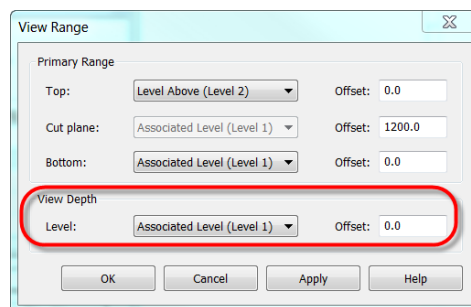 View Range
Primary Range
Top: Level Above (Level 2) Offset: 0.0
Cut plane: Associated Level (Level 1) Offset: 1200.0
Bottom: Associated Level (Level 1) Offset: 0.0
View Depth
Level: Associated Level (Level 1) Offset: 0.0
OK Cancel Apply Help